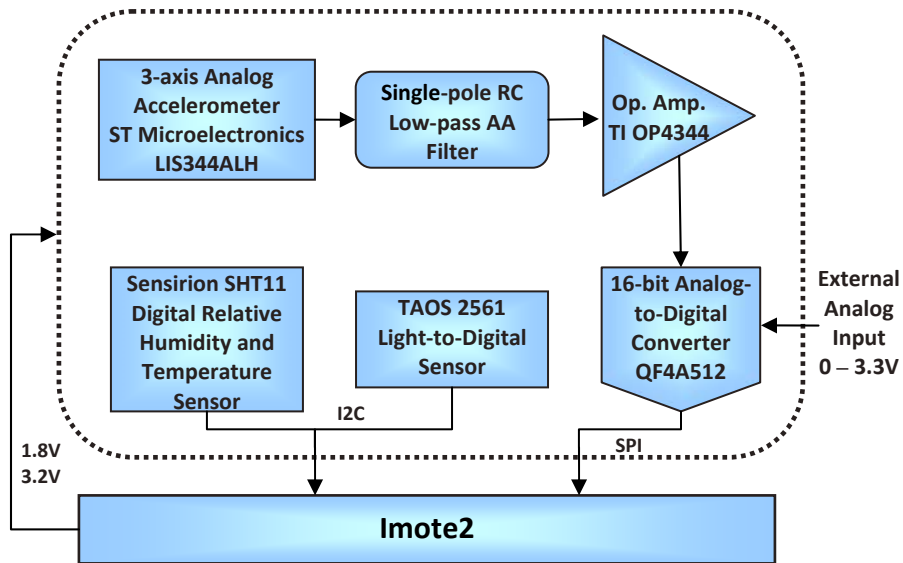 3-axis Analog
Accelerometer
ST Microelectronics
LIS344ALH
Single-pole RC
Low-pass AA
Filter
Op. Amp.
TI OP4344
Sensirion SHT11
Digital Relative
Humidity and
Temperature
Sensor
TAOS 2561
Light-to-Digital
Sensor
16-bit Analog-
to-Digital
Converter
QF4A512
External
Analog
Input
0 – 3.3V
I2C
SPI
1.8V
3.2V
Imote2